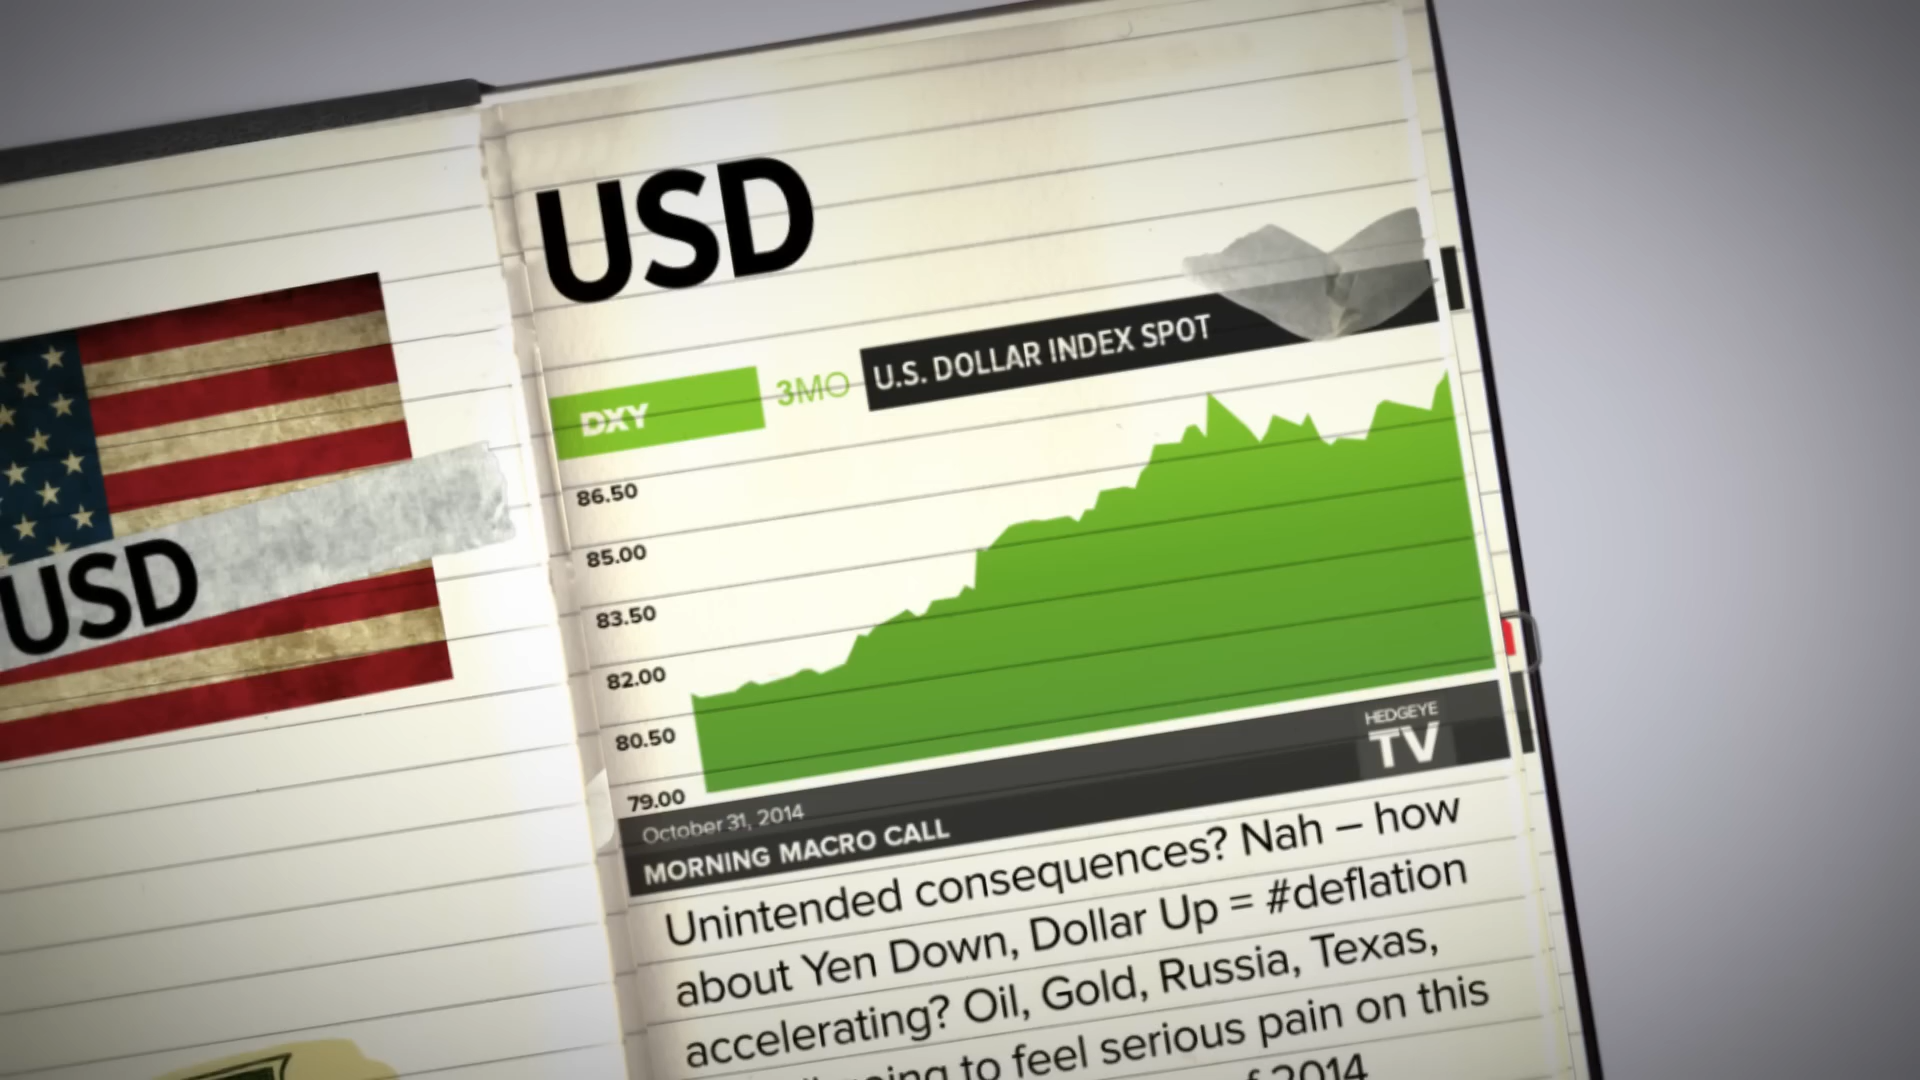 USD
USD
DXY
3MO
U.S. DOLLAR INDEX SPOT
86.50
85.00
83.50
82.00
80.50
79.00
HEDGEYE
TV
October 31, 2014
MORNING MACRO CALL
Unintended consequences? Nah – how
about Yen Down, Dollar Up = #deflation
accelerating? Oil, Gold, Russia, Texas,
to feel serious pain on this
2014